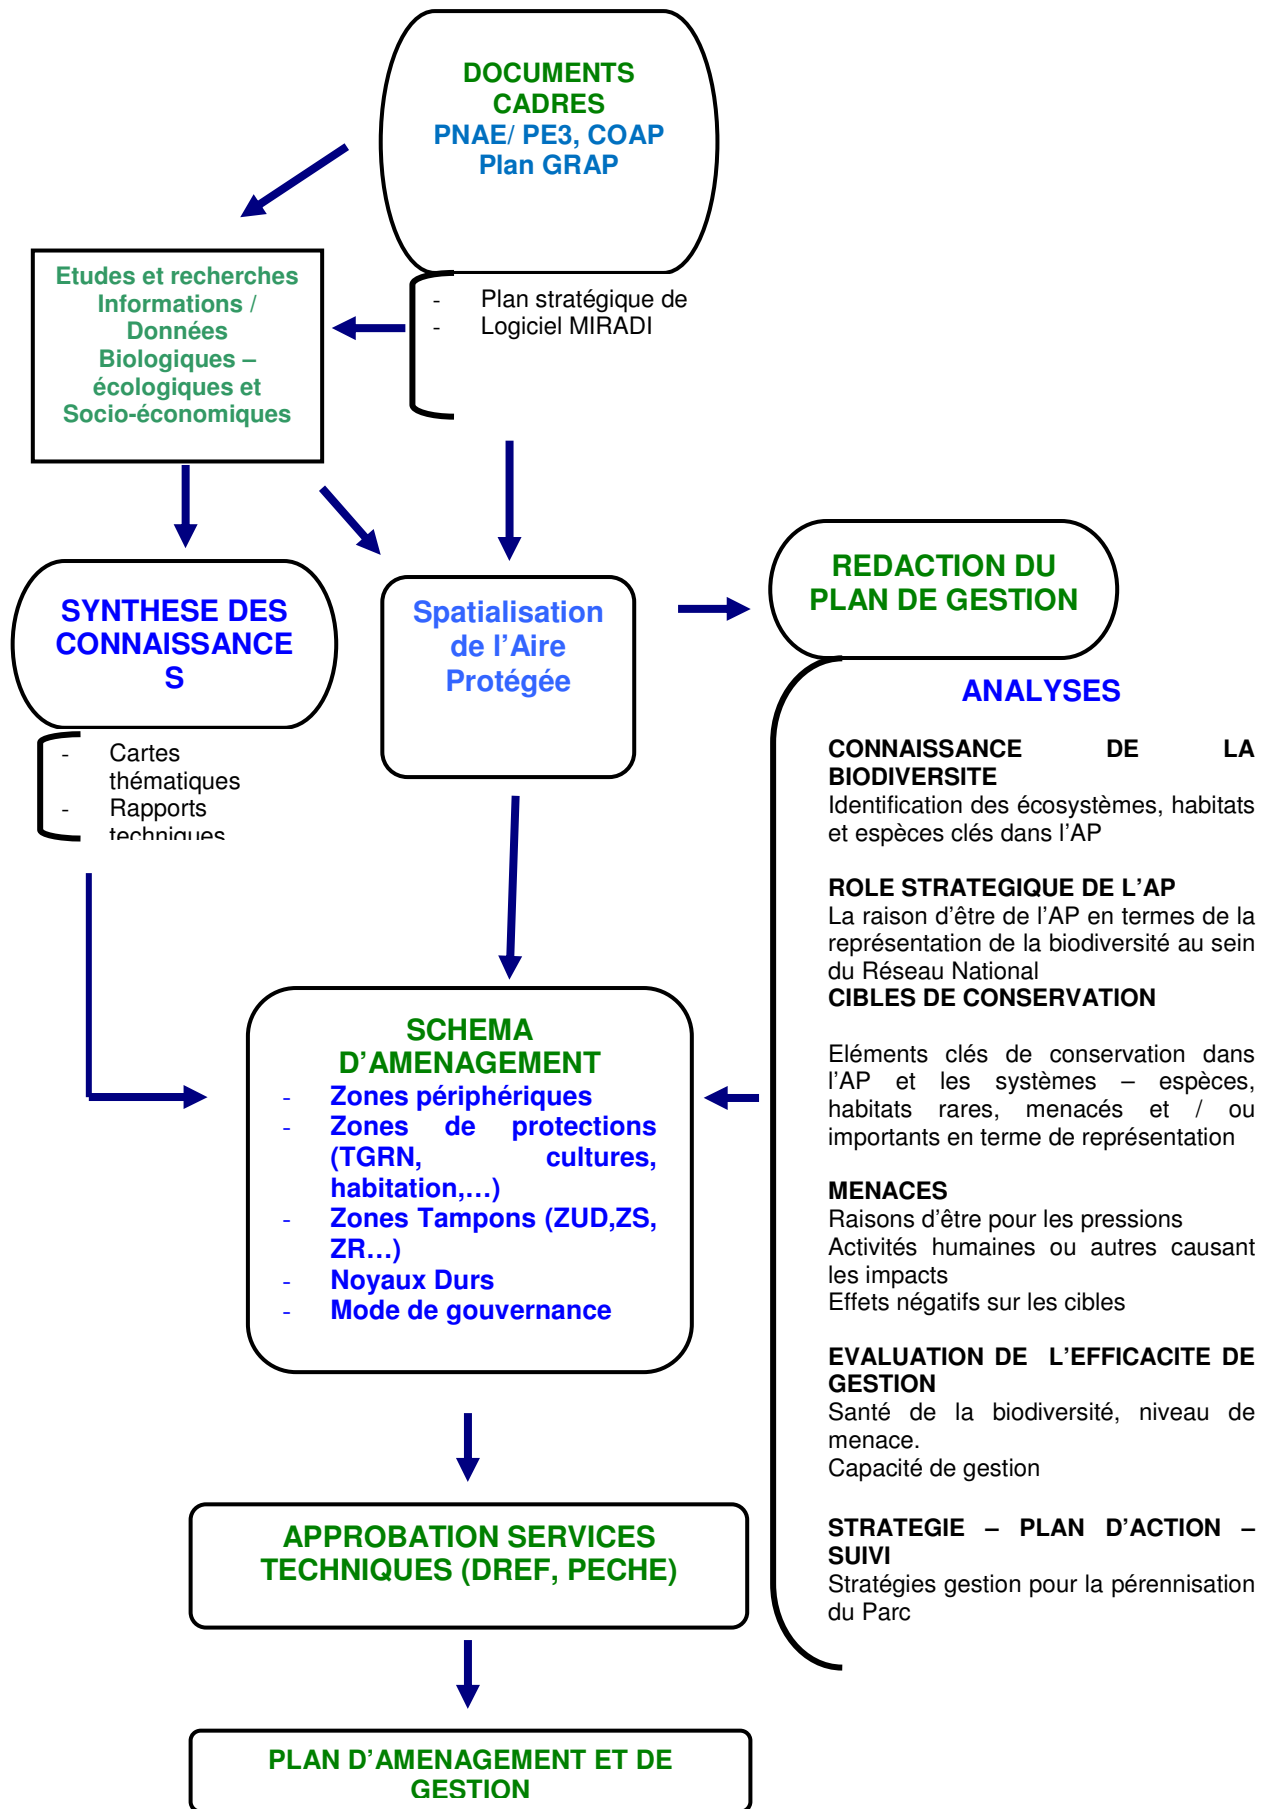 DOCUMENTS
CADRES
PNAE/ PE3, COAP
Plan GRAP
- Plan stratégique de
- Logiciel MIRADI
Etudes et recherches
Informations /
Données
Biologiques –
écologiques et
Socio-économiques
SYNTHESE DES
CONNAISSANCE
S
- Cartes
thématiques
- Rapports
techniques
Spatialisation
de l’Aire
Protégée
REDACTION DU
PLAN DE GESTION
ANALYSES
CONNAISSANCE DE LA
BIODIVERSITE
Identification des écosystèmes, habitats
et espèces clés dans l’AP
ROLE STRATEGIQUE DE L’AP
La raison d’être de l’AP en termes de la
représentation de la biodiversité au sein
du Réseau National
CIBLES DE CONSERVATION
Eléments clés de conservation dans
l’AP et les systèmes – espèces,
habitats rares, menacés et / ou
importants en terme de représentation
MENACES
Raisons d’être pour les pressions
Activités humaines ou autres causant
les impacts
Effets négatifs sur les cibles
EVALUATION DE L’EFFICACITE DE
GESTION
Santé de la biodiversité, niveau de
menace.
Capacité de gestion
STRATEGIE – PLAN D’ACTION –
SUIVI
Stratégies gestion pour la pérennisation
du Parc
SCHEMA
D’AMENAGEMENT
- Zones périphériques
- Zones de protections
(TGRN, cultures,
habitation,…)
- Zones Tampons (ZUD,ZS,
ZR…)
- Noyaux Durs
- Mode de gouvernance
APPROBATION SERVICES
TECHNIQUES (DREF, PECHE)
PLAN D’AMENAGEMENT ET DE
GESTION